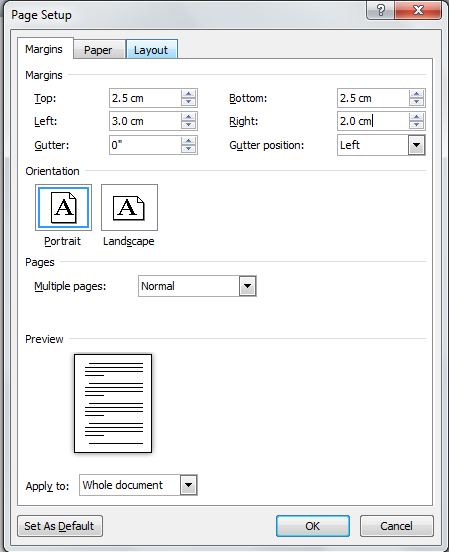 Page Setup
Margins Paper Layout
Margins
Top: 2.5 cm Bottom: 2.5 cm
Left: 3.0 cm Right: 2.0 cm
Gutter: 0" Gutter position: Left
Orientation
A A
Portrait Landscape
Pages
Multiple pages: Normal
Preview
Apply to: Whole document
Set As Default OK Cancel